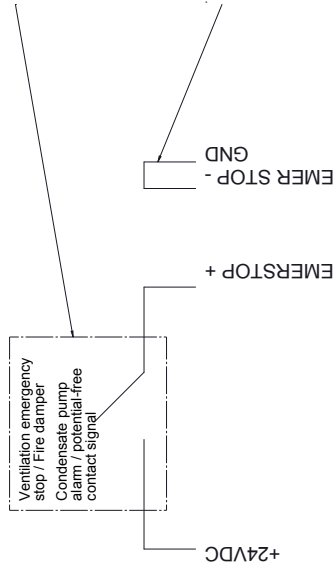 GND
EMER STOP -
EMERSTOP +
Ventilation emergency
stop / Fire damper
Condensate pump
alarm / potential-free
contact signal
+24VDC